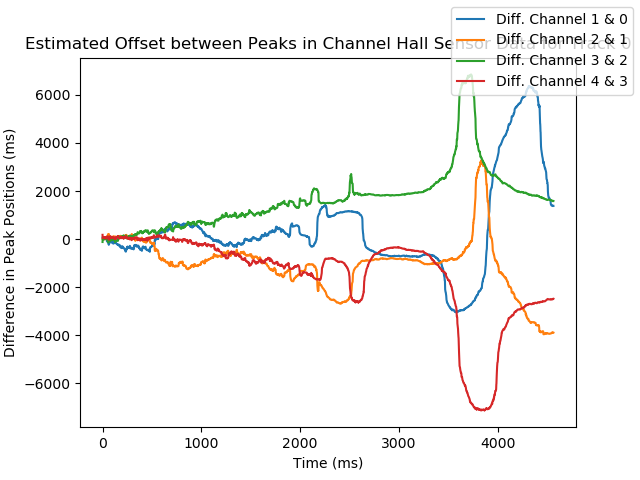 Diff. Channel 1 & 0
Estimated Offset between Peaks in Channel Hall Sensor Data for Track 0
Diff. Channel 2 & 1
Diff. Channel 3 & 2
Diff. Channel 4 & 3
6000
4000
2000
0
−2000
−4000
−6000
Difference in Peak Positions (ms)
0 1000 2000 3000 4000
Time (ms)